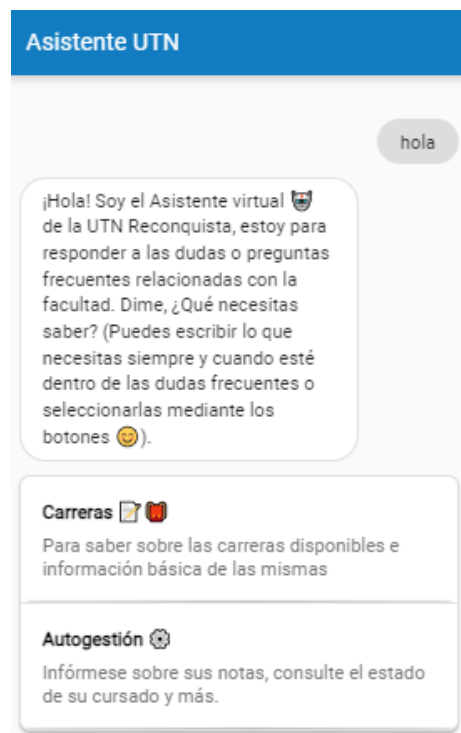 Asistente UTN
hola
¡Hola! Soy el Asistente virtual 🤖
de la UTN Reconquista, estoy para
responder a las dudas o preguntas
frecuentes relacionadas con la
facultad. Dime, ¿Qué necesitas
saber? (Puedes escribir lo que
necesitas siempre y cuando esté
dentro de las dudas frecuentes o
seleccionarlas mediante los
botones 😊).
Carreras 📝🎒
Para saber sobre las carreras disponibles e
información básica de las mismas
Autogestión ⚙️
Infórmese sobre sus notas, consulte el estado
de su cursado y más.